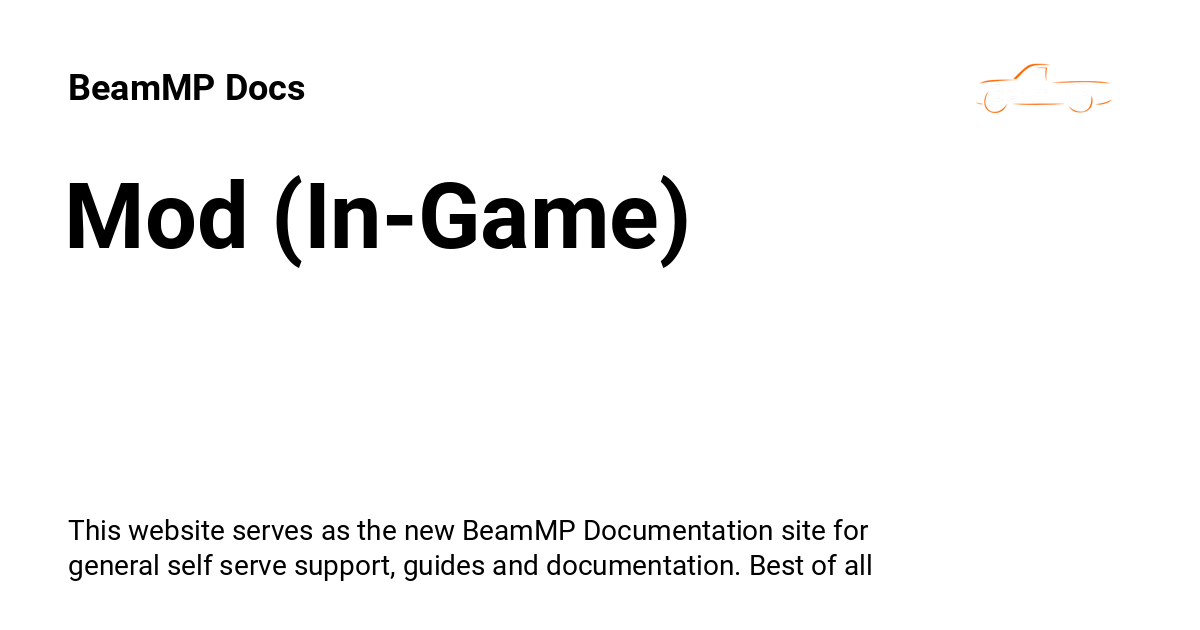 BeamMP Docs
Mod (In-Game)
This website serves as the new BeamMP Documentation site for
general self serve support, guides and documentation. Best of all